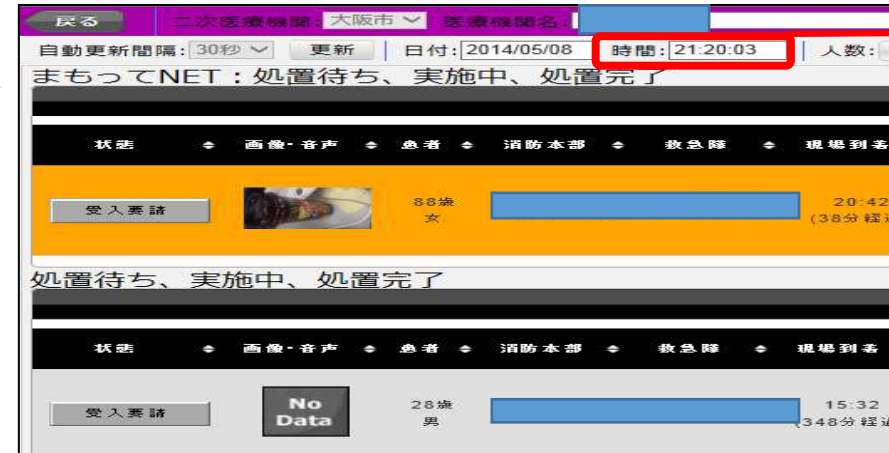 戻る 二次医療機関: 大阪市 医療機関名:
自動更新間隔: 30秒 更新 日付: 2014/05/08 時間: 21:20:03 人数:
まもってNET：処置待ち、実施中、処置完了
状態 画像・音声 患者 消防本部 救急隊 現場到着
受入要請 88歳 女 20:42 (38分経過
処置待ち、実施中、処置完了
状態 画像・音声 患者 消防本部 救急隊 現場到着
受入要請 No Data 28歳 男 15:32 (348分経過